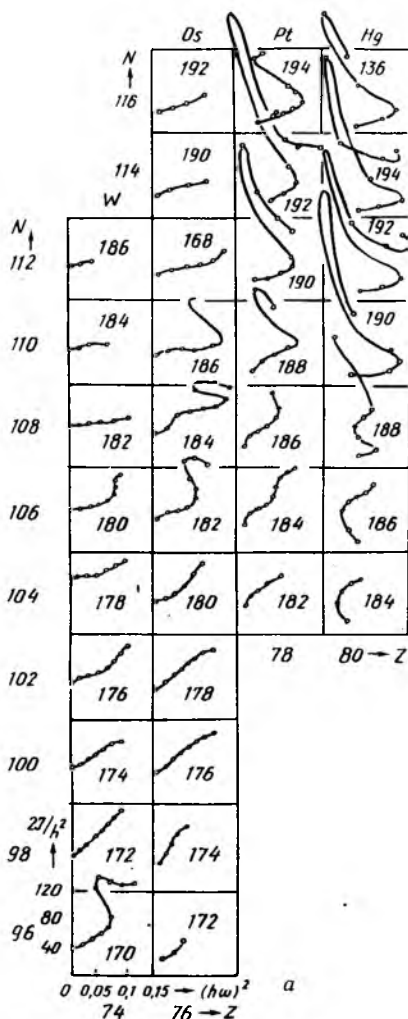 Os Pt Hg
N
116 192 194 136
114 W 190 192 194
N 192
112 186 168 190 190
110 184 186 188
108 182 184 186 188
106 180 182 184 186
104 178 180 182 184
102 176 178 78 80 → Z
100 174 176
2J/ħ²
98 172 174
120
80 172
96 40 170
0 0,05 0,1 0,15 → (ħω)² a
74 76 → Z